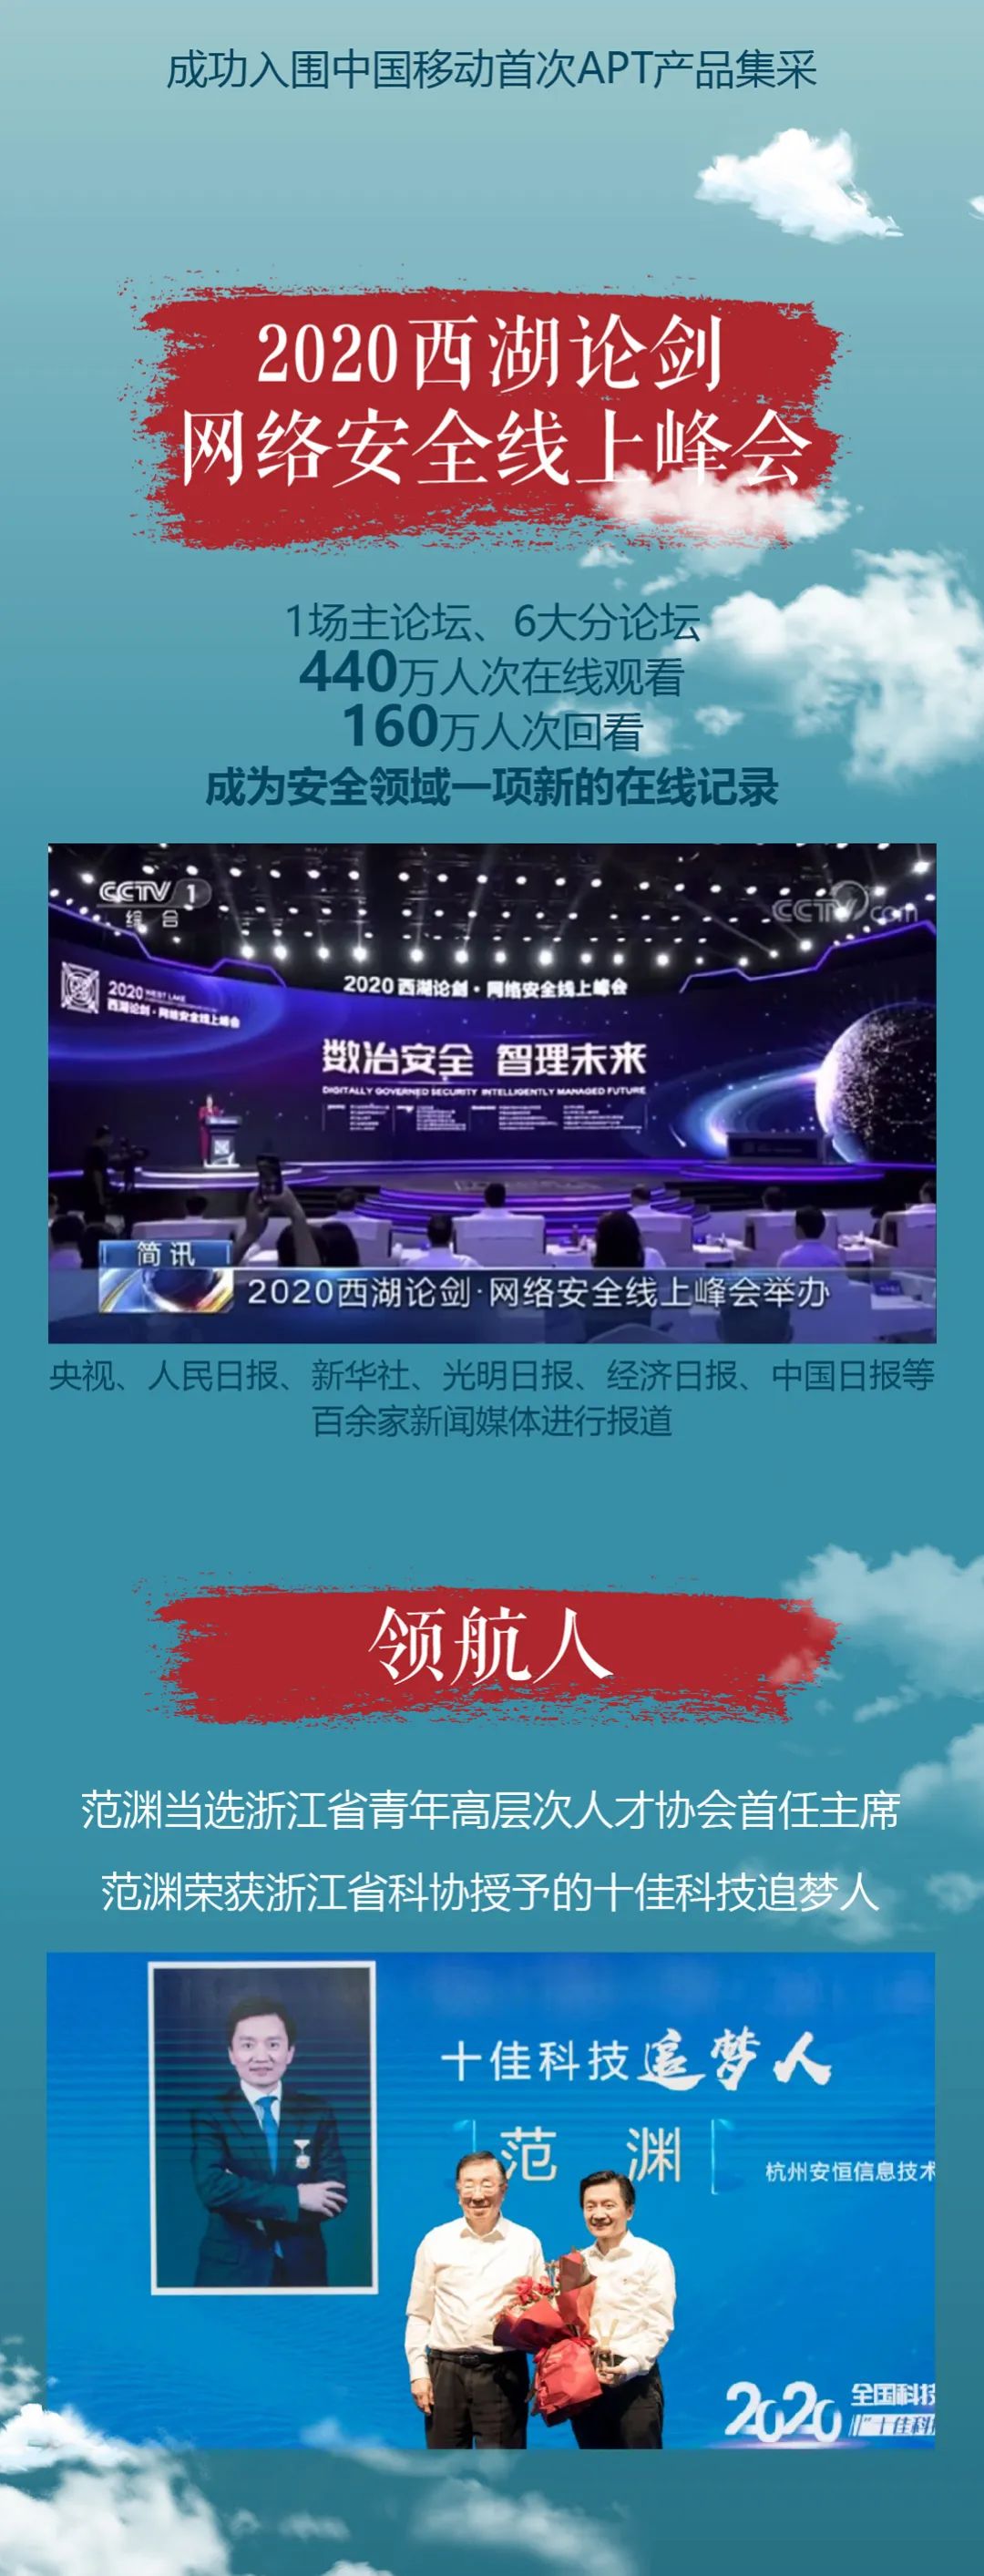 成功入围中国移动首次APT产品集采
2020西湖论剑
网络安全线上峰会
1场主论坛、6大分论坛
440万人次在线观看
160万人次回看
成为安全领域一项新的在线记录
CCTV 1
综合
CCTV.com
2020西湖论剑·网络安全线上峰会
2020 WEST LAKE
西湖论剑·网络安全线上峰会
数治安全 智理未来
DIGITALLY GOVERNED SECURITY INTELLIGENTLY MANAGED FUTURE
简讯
2020西湖论剑·网络安全线上峰会举办
央视、人民日报、新华社、光明日报、经济日报、中国日报等
百余家新闻媒体进行报道
领航人
范渊当选浙江省青年高层次人才协会首任主席
范渊荣获浙江省科协授予的十佳科技追梦人
十佳科技追梦人
范 渊
杭州安恒信息技术
2020 全国科技
"十佳科